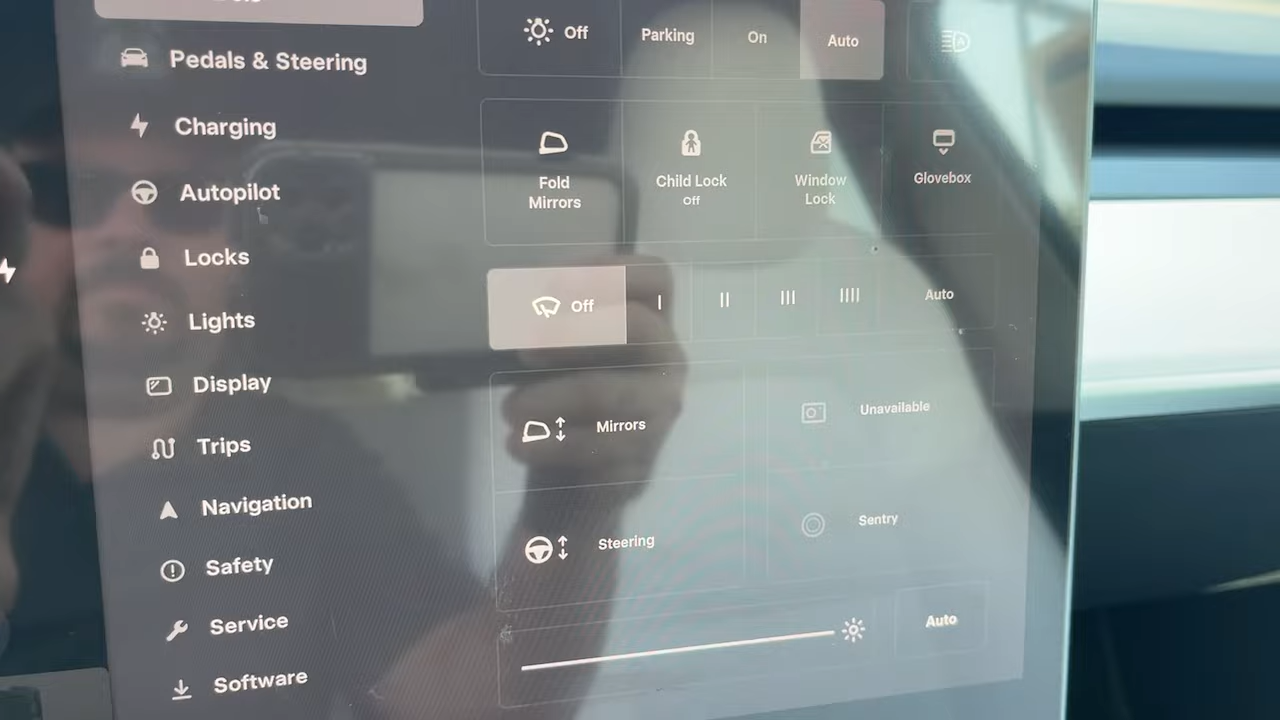 Pedals & Steering
Charging
Autopilot
Locks
Lights
Display
Trips
Navigation
Safety
Service
Software
Off
Parking
On
Auto
Fold
Mirrors
Child Lock
Off
Window
Lock
Glovebox
Off
I
II
III
IIII
Auto
Mirrors
Unavailable
Steering
Sentry
Auto